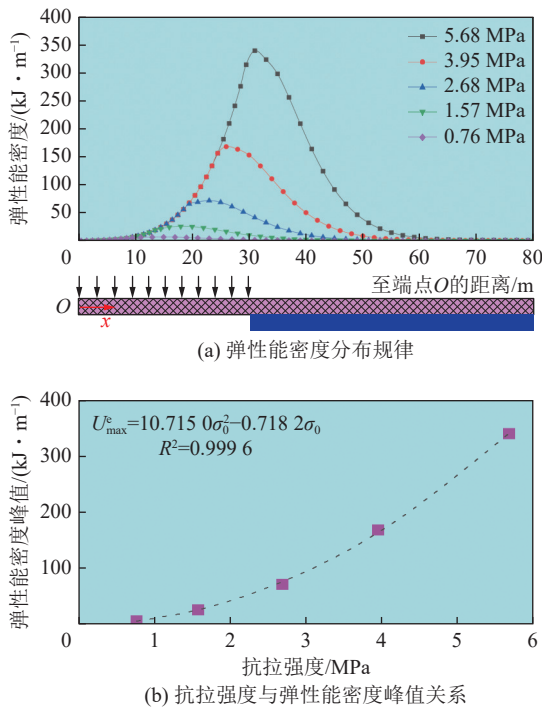 弹性能密度/(kJ·m⁻¹)
400
350
300
250
200
150
100
50
0 10 20 30 40 50 60 70 80
5.68 MPa
3.95 MPa
2.68 MPa
1.57 MPa
0.76 MPa
至端点O的距离/m
O
x
(a) 弹性能密度分布规律
弹性能密度峰值/(kJ·m⁻¹)
400
300
200
100
0 1 2 3 4 5 6
Uᵉmax=10.715 0σ₀²−0.718 2σ₀
R²=0.999 6
抗拉强度/MPa
(b) 抗拉强度与弹性能密度峰值关系